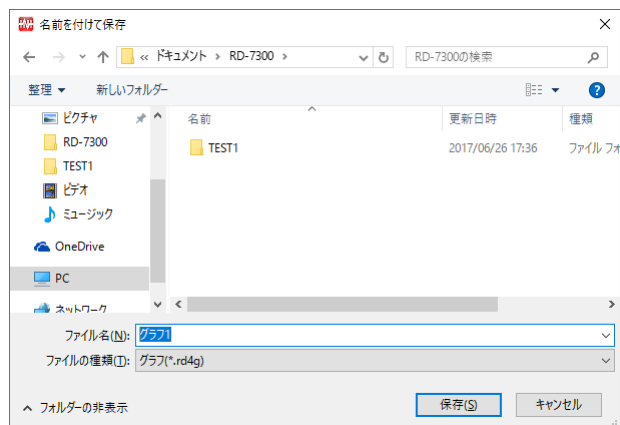 名前を付けて保存
« ドキュメント › RD-7300 ›
RD-7300の検索
整理 新しいフォルダー
ピクチャ
RD-7300
TEST1
ビデオ
ミュージック
OneDrive
PC
ネットワーク
名前 更新日時 種類
TEST1 2017/06/26 17:36 ファイル フォ
ファイル名(N): グラフ1
ファイルの種類(T): グラフ(*.rd4g)
フォルダーの非表示 保存(S) キャンセル